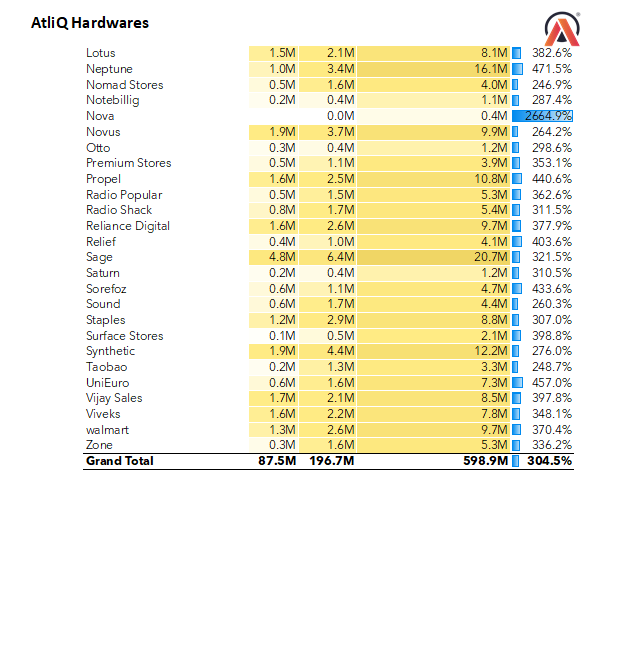 AtliQ Hardwares
Lotus 1.5M 2.1M 8.1M 382.6%
Neptune 1.0M 3.4M 16.1M 471.5%
Nomad Stores 0.5M 1.6M 4.0M 246.9%
Notebillig 0.2M 0.4M 1.1M 287.4%
Nova 0.0M 0.4M 2664.9%
Novus 1.9M 3.7M 9.9M 264.2%
Otto 0.3M 0.4M 1.2M 298.6%
Premium Stores 0.5M 1.1M 3.9M 353.1%
Propel 1.6M 2.5M 10.8M 440.6%
Radio Popular 0.5M 1.5M 5.3M 362.6%
Radio Shack 0.8M 1.7M 5.4M 311.5%
Reliance Digital 1.6M 2.6M 9.7M 377.9%
Relief 0.4M 1.0M 4.1M 403.6%
Sage 4.8M 6.4M 20.7M 321.5%
Saturn 0.2M 0.4M 1.2M 310.5%
Sorefoz 0.6M 1.1M 4.7M 433.6%
Sound 0.6M 1.7M 4.4M 260.3%
Staples 1.2M 2.9M 8.8M 307.0%
Surface Stores 0.1M 0.5M 2.1M 398.8%
Synthetic 1.9M 4.4M 12.2M 276.0%
Taobao 0.2M 1.3M 3.3M 248.7%
UniEuro 0.6M 1.6M 7.3M 457.0%
Vijay Sales 1.7M 2.1M 8.5M 397.8%
Viveks 1.6M 2.2M 7.8M 348.1%
walmart 1.3M 2.6M 9.7M 370.4%
Zone 0.3M 1.6M 5.3M 336.2%
Grand Total 87.5M 196.7M 598.9M 304.5%